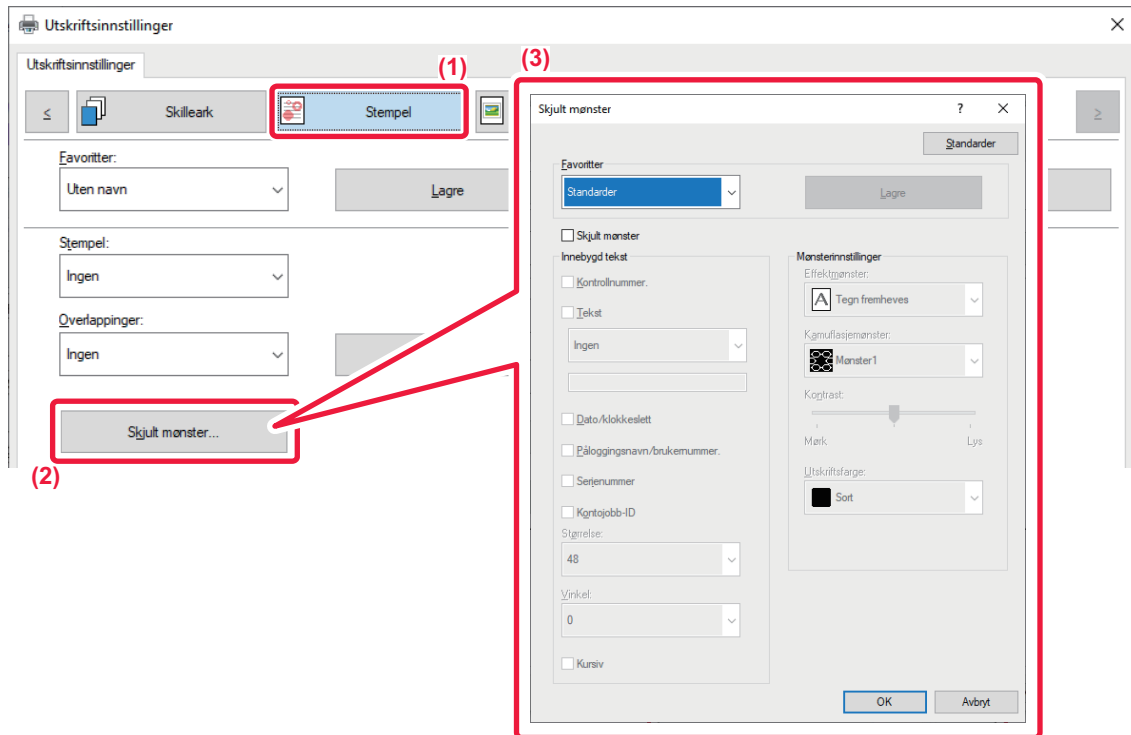 Utskriftsinnstillinger
Utskriftsinnstillinger
(1)
(3)
<
Skilleark
Stempel
>
Favoritter:
Uten navn
Lagre
Stempel:
Ingen
Overlappinger:
Ingen
Skjult mønster...
(2)
Skjult mønster
?
Standarder
Favoritter
Standarder
Lagre
Skjult mønster
Innebygd tekst
Kontrollnummer.
Tekst
Ingen
Dato/klokkeslett
Påloggingsnavn/brukernummer.
Serienummer
Kontojobb-ID
Størrelse:
48
Vinkel:
0
Kursiv
Mønsterinnstillinger
Effektmønster:
A Tegn fremheves
Kamuflasjemønster:
Mønster1
Kontrast:
Mørk Lys
Utskriftsfarge:
Sort
OK Avbryt